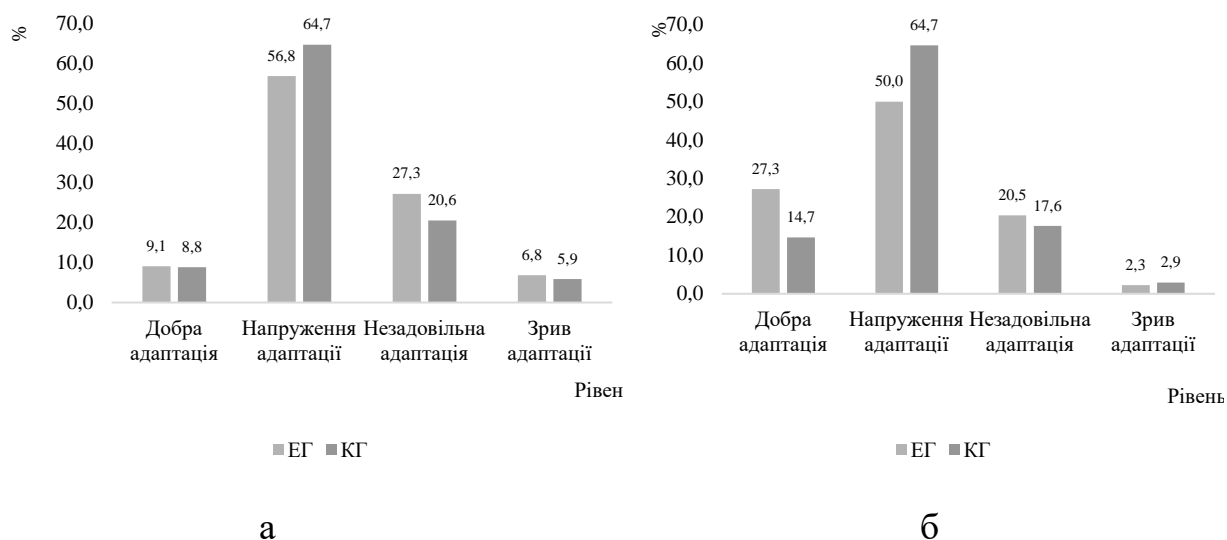 %
70,0
60,0
50,0
40,0
30,0
20,0
10,0
0,0
9,1
8,8
56,8
64,7
27,3
20,6
6,8
5,9
Добра адаптація
Напруження адаптації
Незадовільна адаптація
Зрив адаптації
Рівен
ЕГ КГ
а
%
70,0
60,0
50,0
40,0
30,0
20,0
10,0
0,0
27,3
14,7
50,0
64,7
20,5
17,6
2,3
2,9
Добра адаптація
Напруження адаптації
Незадовільна адаптація
Зрив адаптації
Рівень
ЕГ КГ
б